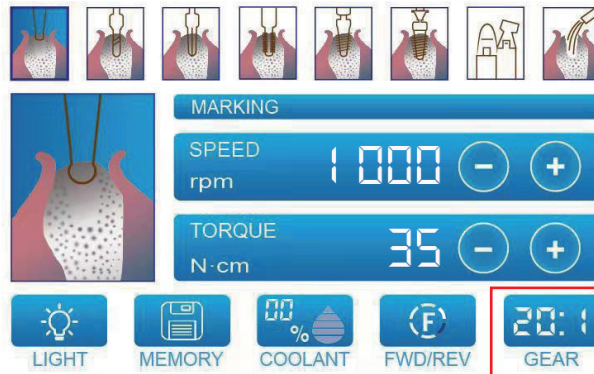 MARKING
SPEED
rpm
1000
TORQUE
N·cm
35
00
%
F
20:1
LIGHT
MEMORY
COOLANT
FWD/REV
GEAR